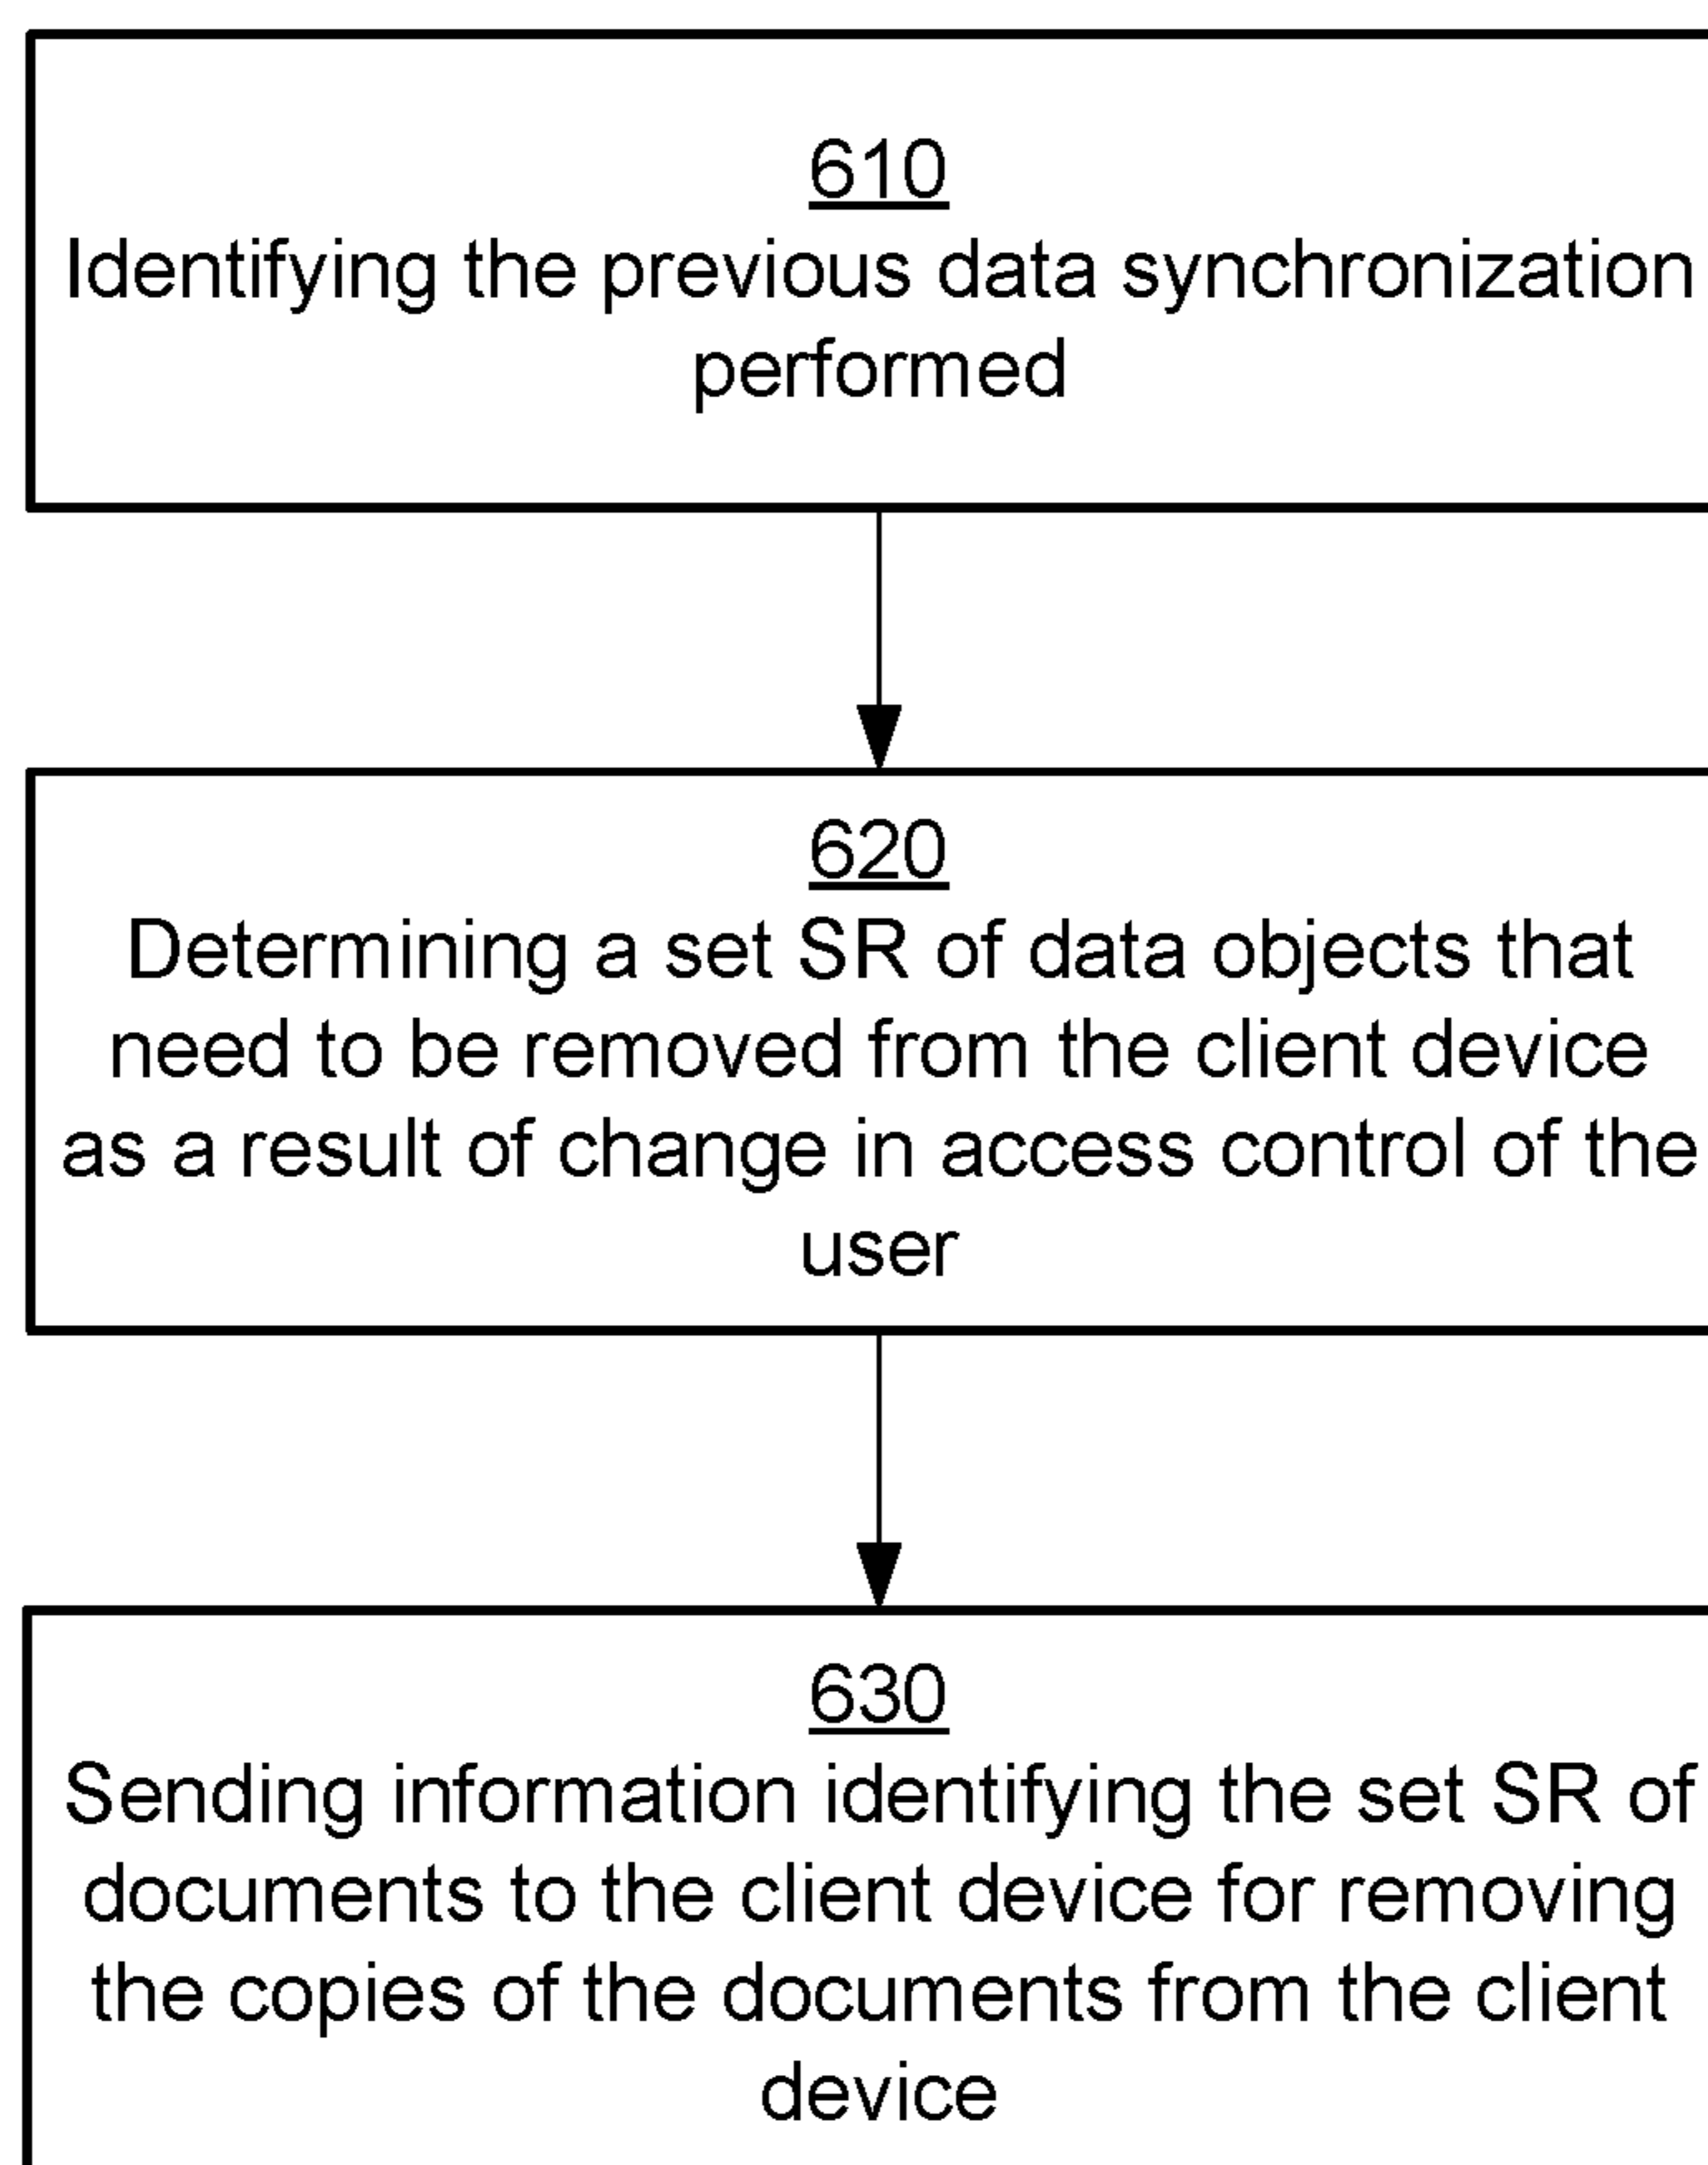 610
Identifying the previous data synchronization
performed
620
Determining a set SR of data objects that
need to be removed from the client device
as a result of change in access control of the
user
630
Sending information identifying the set SR of
documents to the client device for removing
the copies of the documents from the client
device